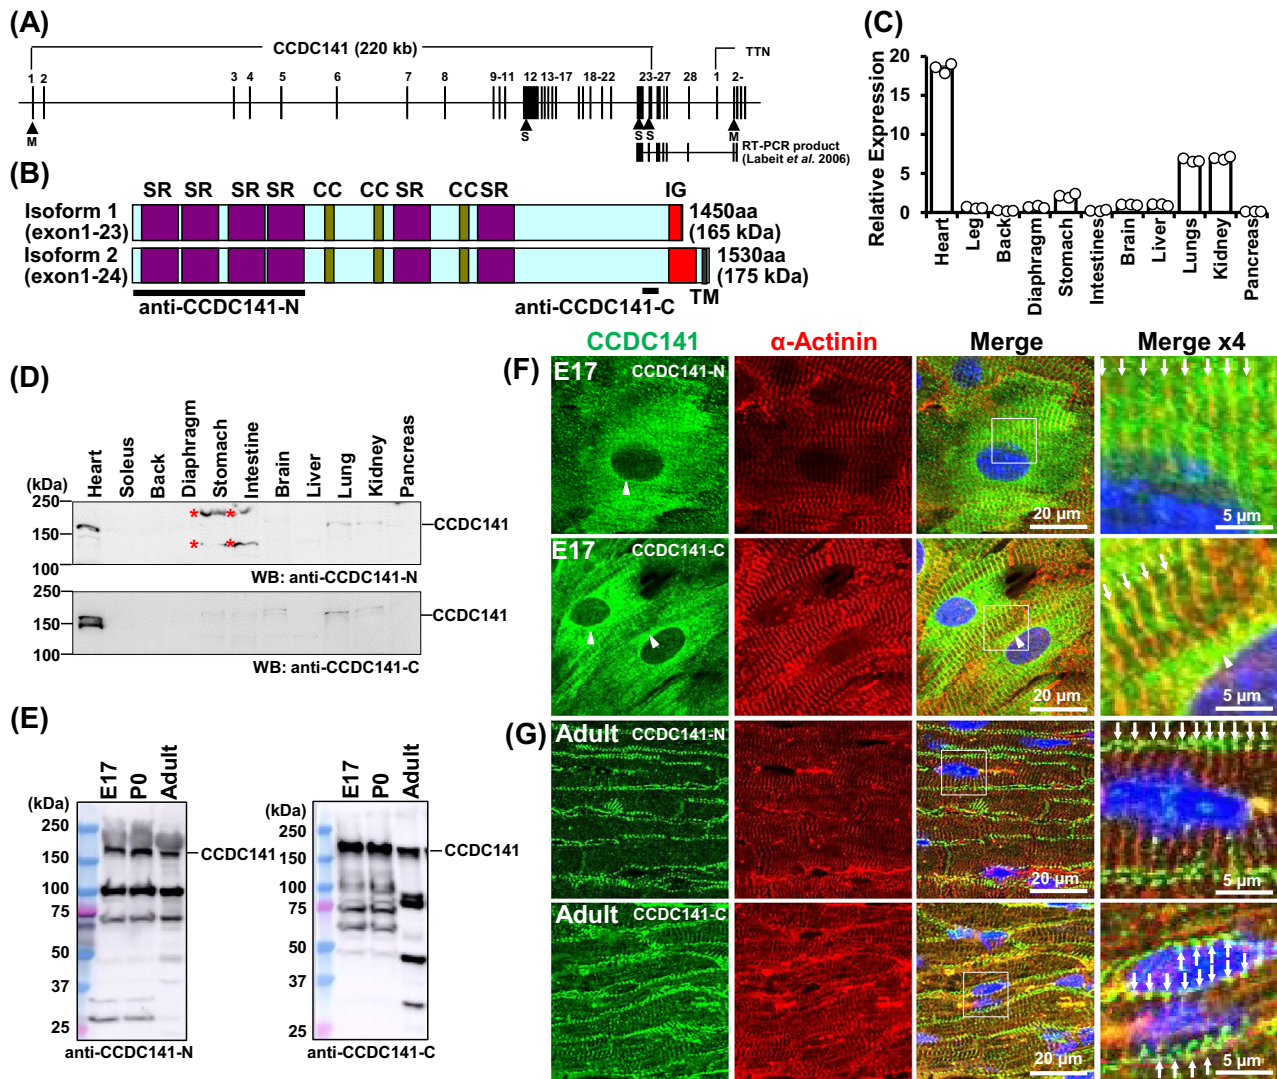 (A)
CCDC141 (220 kb)
TTN
1 2 3 4 5 6 7 8 9-11 12 13-17 18-22 23-27 28 1 2-
M S S S M
RT-PCR product
(Labeit et al. 2006)
(B)
SR SR SR SR CC CC SR CC SR IG
Isoform 1
(exon1-23)
1450aa
(165 kDa)
Isoform 2
(exon1-24)
1530aa
(175 kDa)
TM
anti-CCDC141-N
anti-CCDC141-C
(C)
Relative Expression
20
15
10
5
0
Heart
Leg
Back
Diaphragm
Stomach
Intestines
Brain
Liver
Lungs
Kidney
Pancreas
(D)
Heart
Soleus
Back
Diaphragm
Stomach
Intestine
Brain
Liver
Lung
Kidney
Pancreas
(kDa)
250
150
100
* *
* *
CCDC141
WB: anti-CCDC141-N
250
150
100
CCDC141
WB: anti-CCDC141-C
(E)
E17
P0
Adult
(kDa)
250
150
100
75
50
37
25
CCDC141
anti-CCDC141-N
E17
P0
Adult
(kDa)
250
150
100
75
50
37
25
CCDC141
anti-CCDC141-C
CCDC141 α-Actinin Merge Merge x4
(F)
E17 CCDC141-N
20 µm
5 µm
E17 CCDC141-C
20 µm
5 µm
(G)
Adult CCDC141-N
20 µm
5 µm
Adult CCDC141-C
20 µm
5 µm